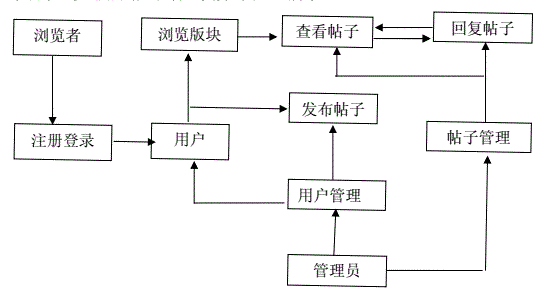 浏览者
浏览版块
查看帖子
回复帖子
发布帖子
注册登录
用户
帖子管理
用户管理
管理员